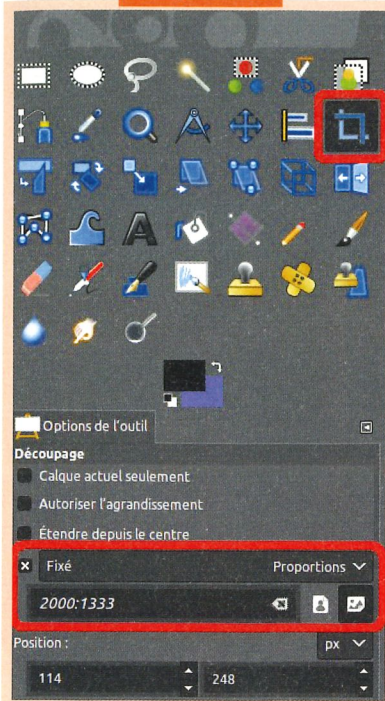 Options de l'outil
Découpage
Calque actuel seulement
Autoriser l'agrandissement
Étendre depuis le centre
Fixé Proportions
2000:1333
Position : px
114 248